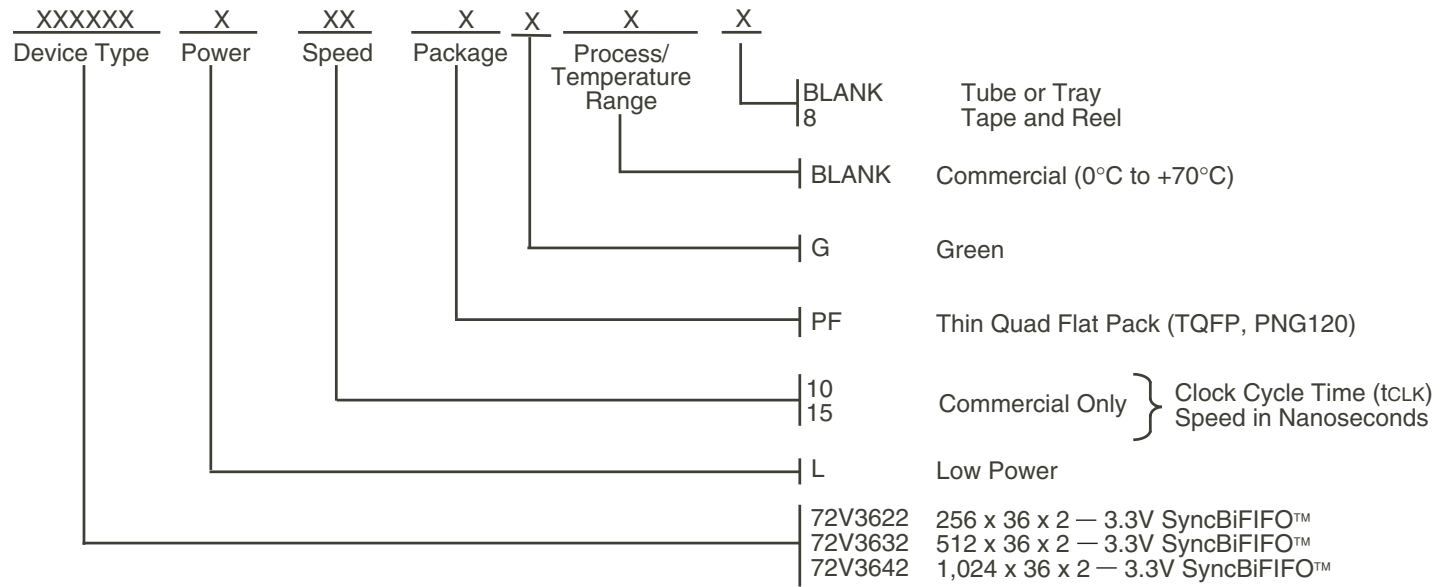 XXXXXX X XX X X X X
Device Type Power Speed Package Process/
Temperature
Range
BLANK Tube or Tray
8 Tape and Reel
BLANK Commercial (0°C to +70°C)
G Green
PF Thin Quad Flat Pack (TQFP, PNG120)
10
15
Commercial Only } Clock Cycle Time (tCLK)
Speed in Nanoseconds
L Low Power
72V3622 256 x 36 x 2 — 3.3V SyncBiFIFO™
72V3632 512 x 36 x 2 — 3.3V SyncBiFIFO™
72V3642 1,024 x 36 x 2 — 3.3V SyncBiFIFO™